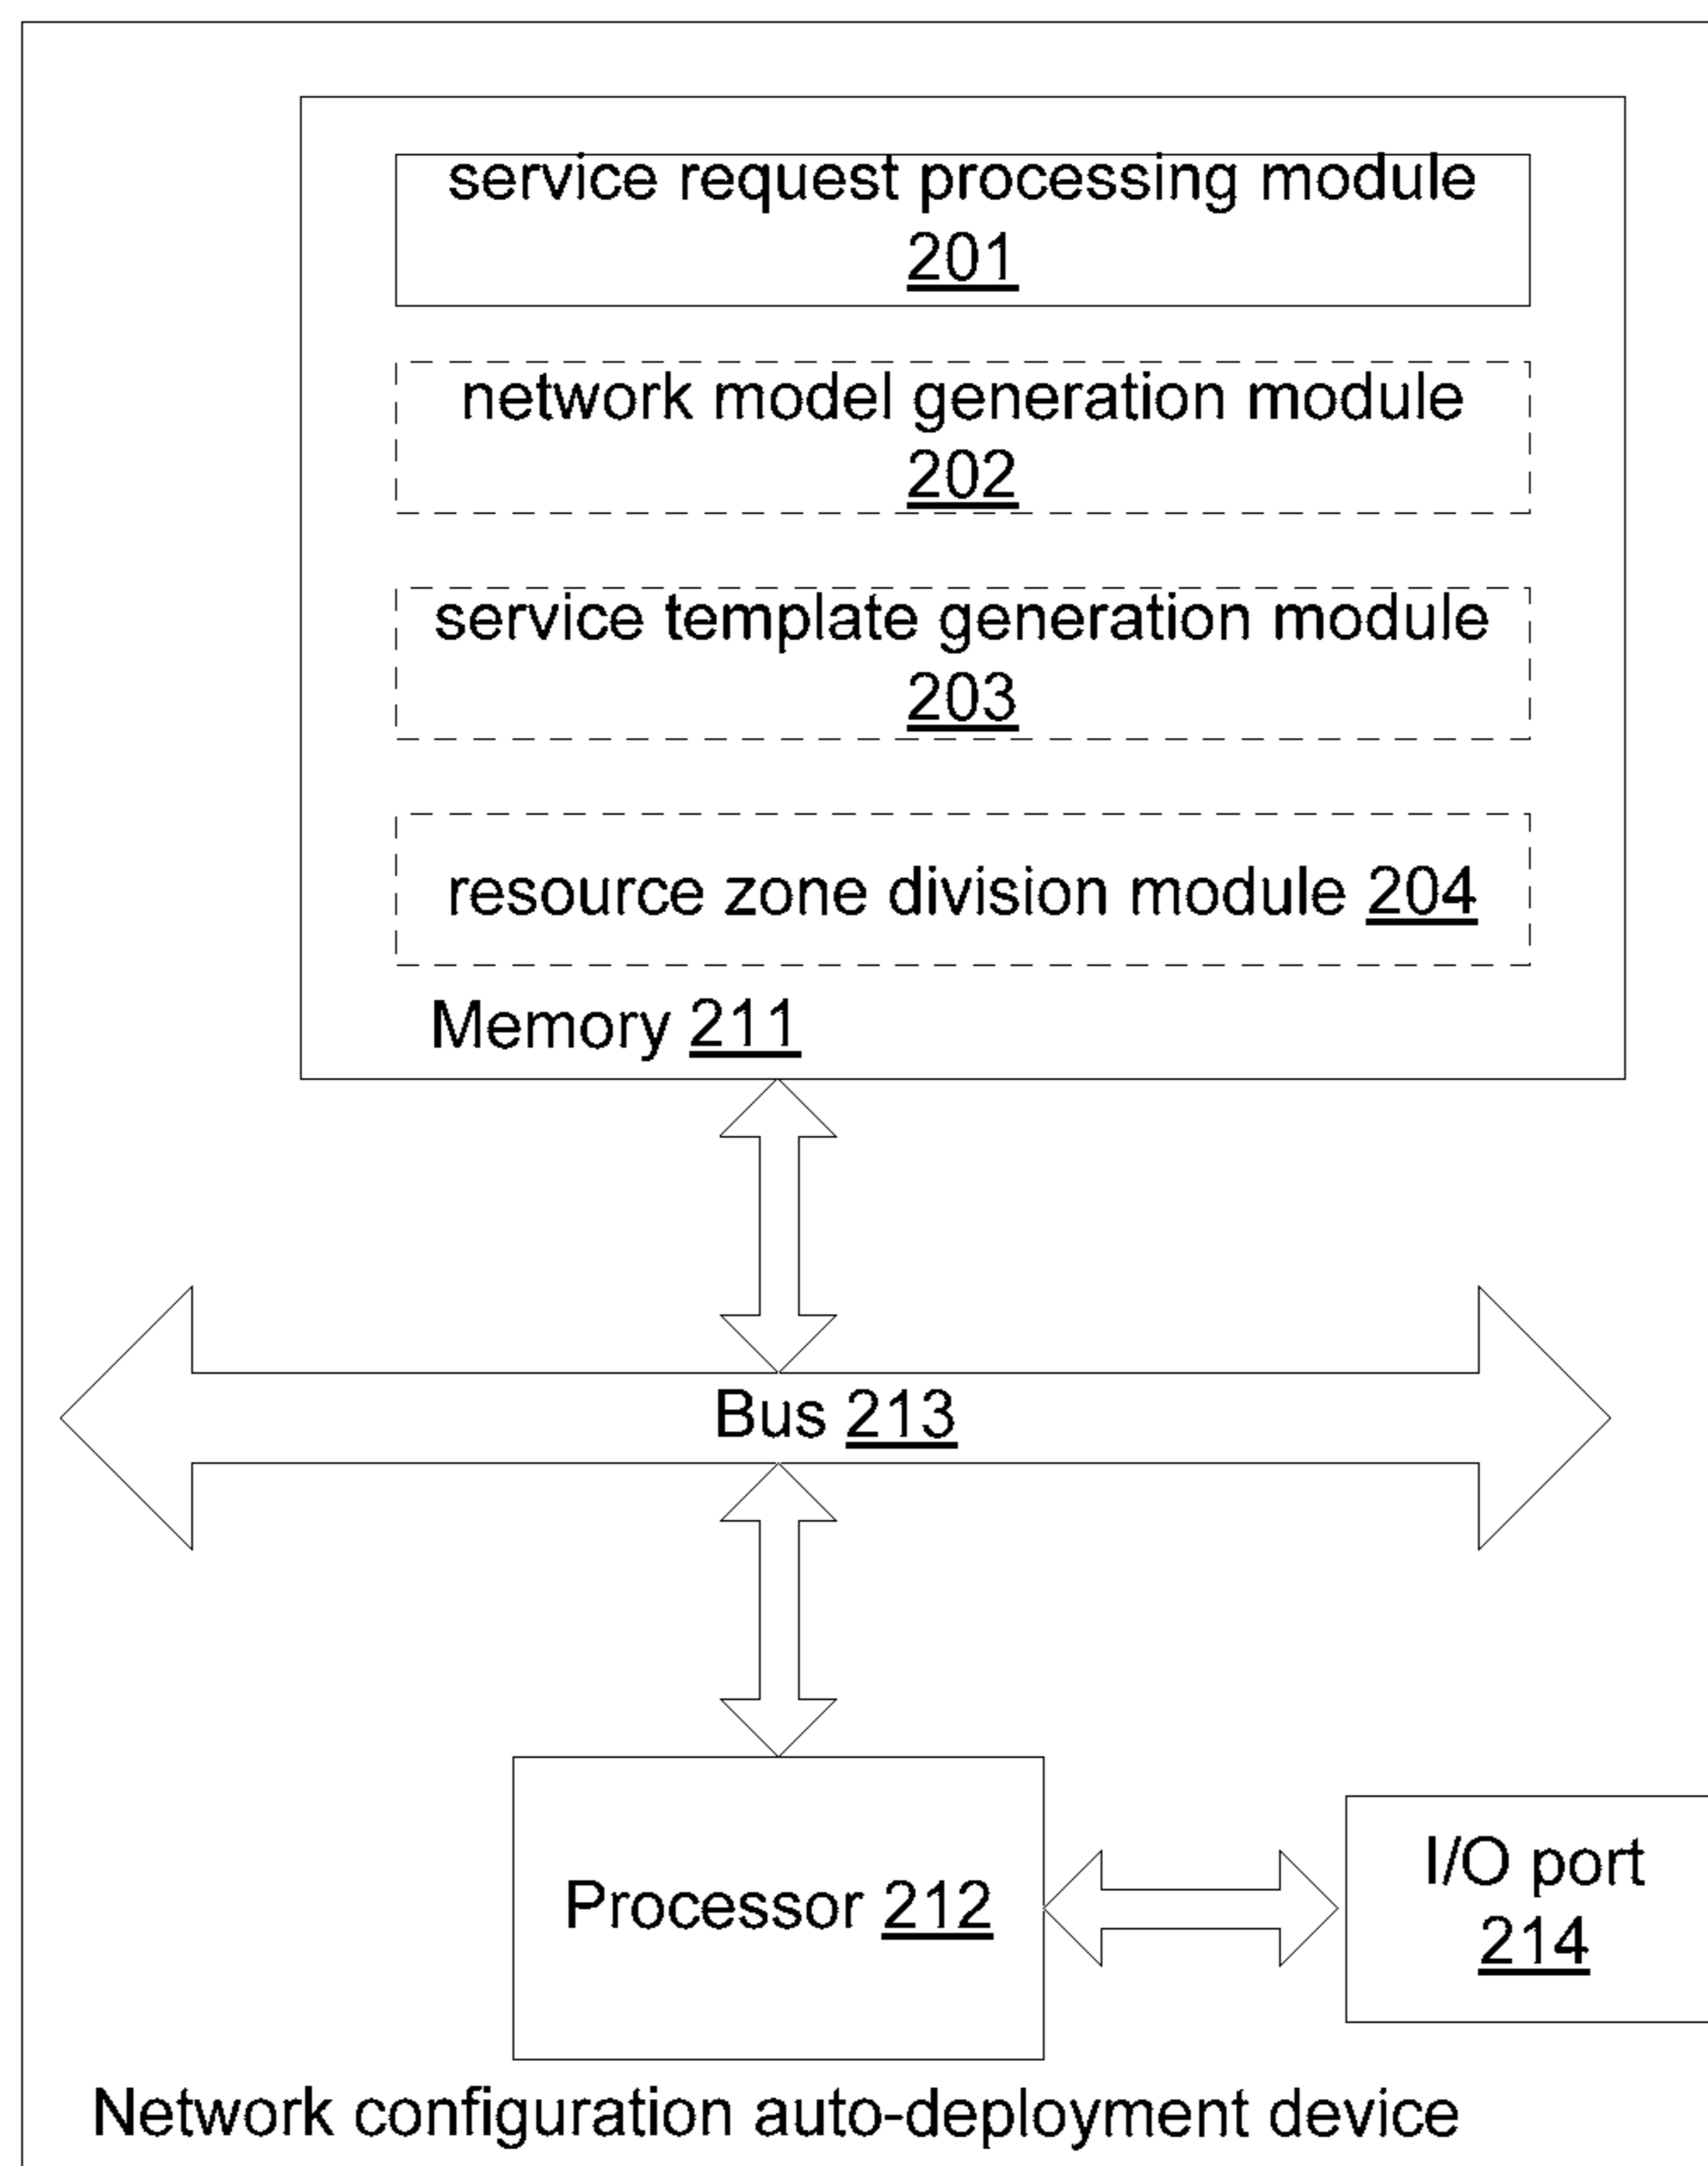 service request processing module
201
network model generation module
202
service template generation module
203
resource zone division module 204
Memory 211
Bus 213
Processor 212
I/O port
214
Network configuration auto-deployment device